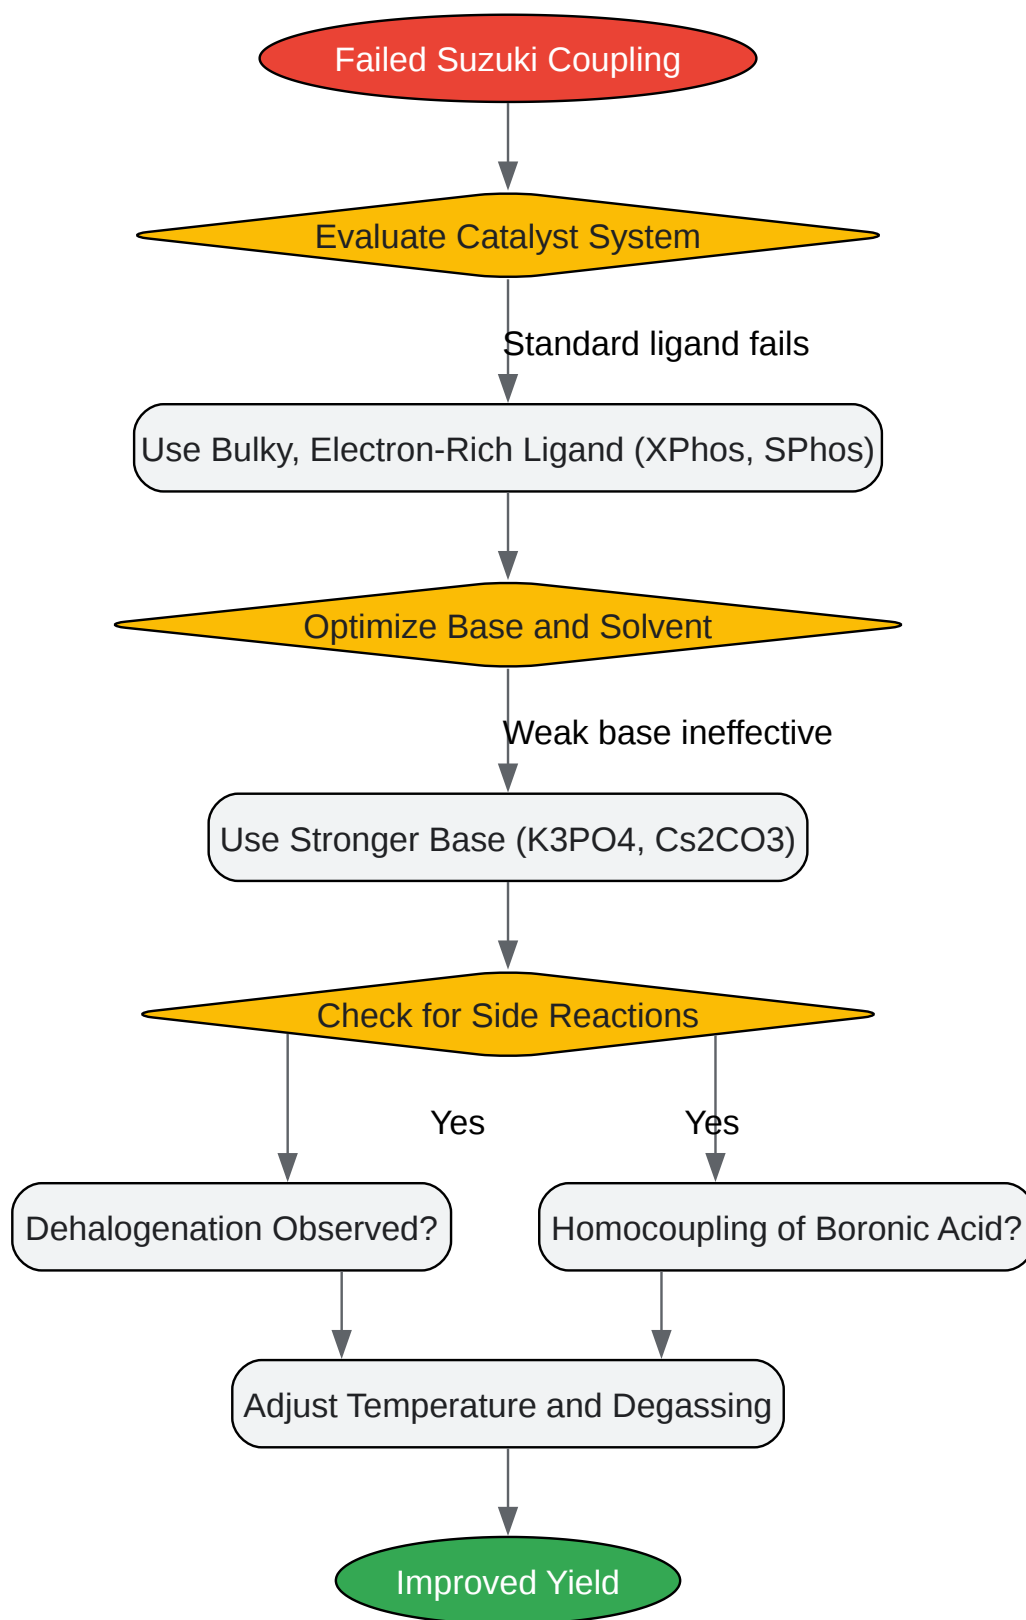 Failed Suzuki Coupling
Evaluate Catalyst System
Standard ligand fails
Use Bulky, Electron-Rich Ligand (XPhos, SPhos)
Optimize Base and Solvent
Weak base ineffective
Use Stronger Base (K3PO4, Cs2CO3)
Check for Side Reactions
Yes
Yes
Dehalogenation Observed?
Homocoupling of Boronic Acid?
Adjust Temperature and Degassing
Improved Yield